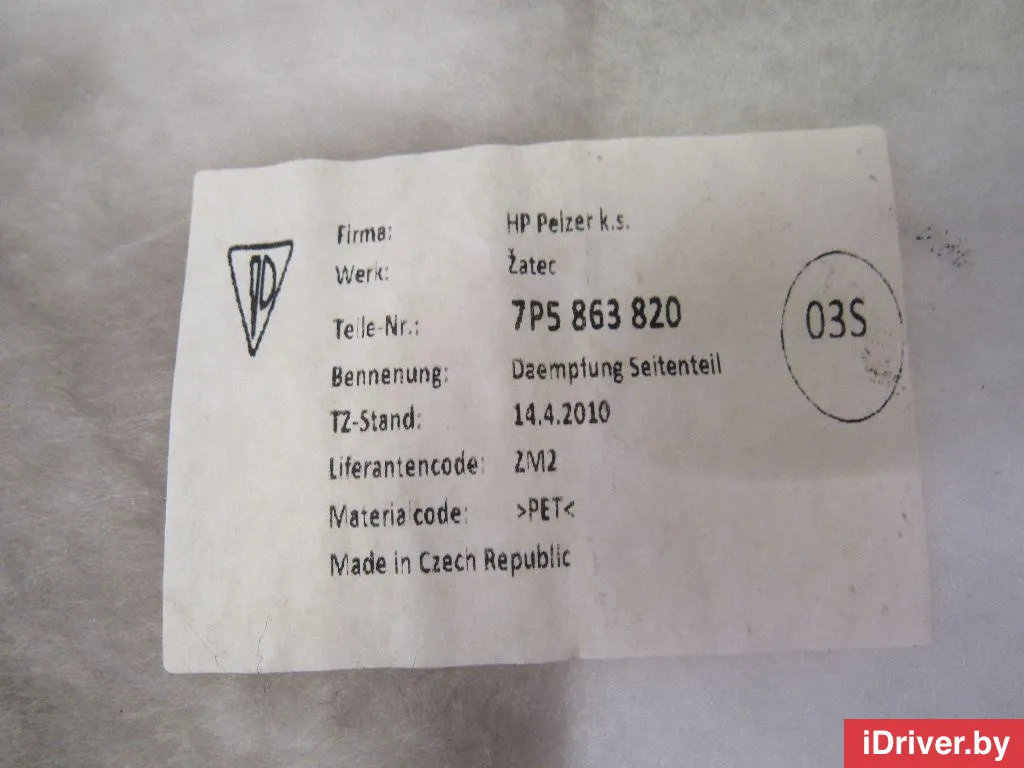 Firma: HP Pelzer k.s.
Werk: Žatec
Teile-Nr.: 7P5 863 820
Bennenung: Daempfung Seitenteil
TZ-Stand: 14.4.2010
Liferantencode: ZM2
Materialcode: >PET<
Made in Czech Republic
03S
iDriver.by